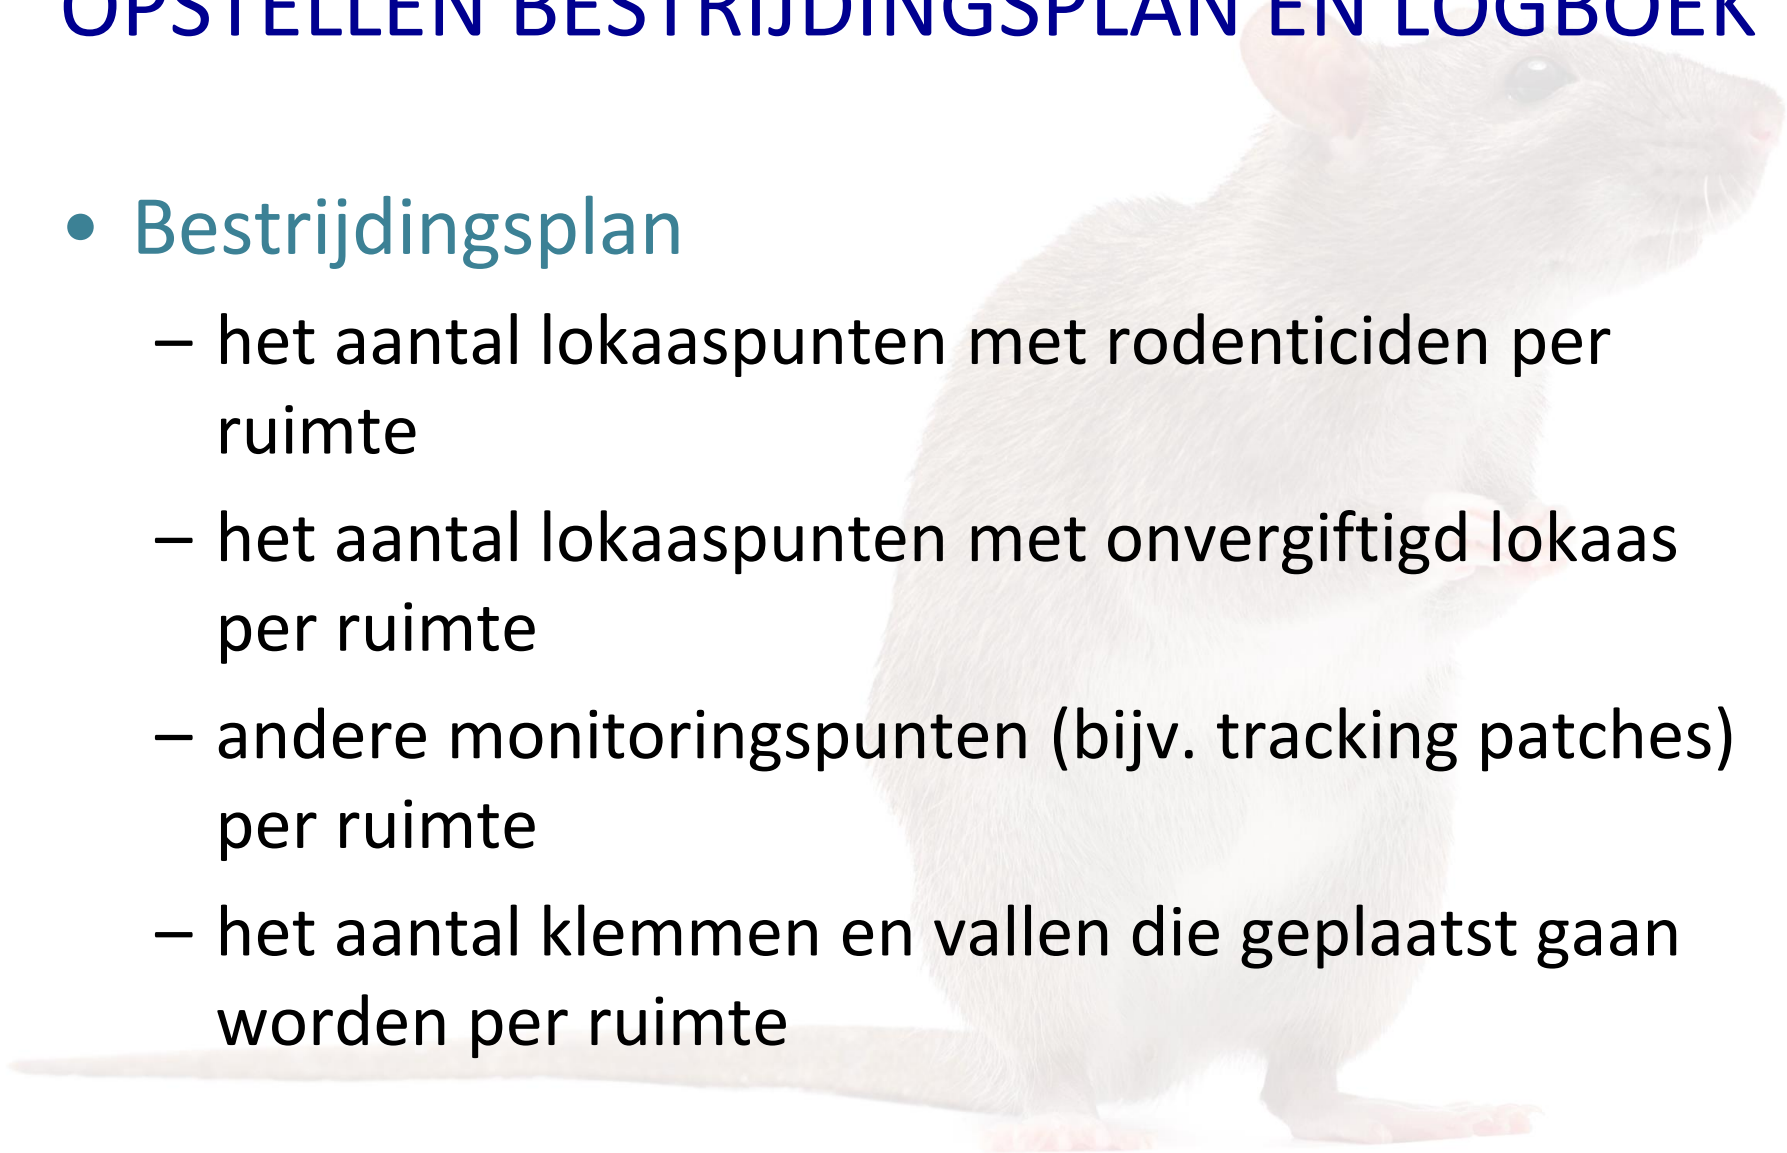 OPSTELLEN BESTRIJDINGSPLAN EN LOGBOEK
• Bestrijdingsplan
– het aantal lokaaspunten met rodenticiden per
ruimte
– het aantal lokaaspunten met onvergiftigd lokaas
per ruimte
– andere monitoringspunten (bijv. tracking patches)
per ruimte
– het aantal klemmen en vallen die geplaatst gaan
worden per ruimte